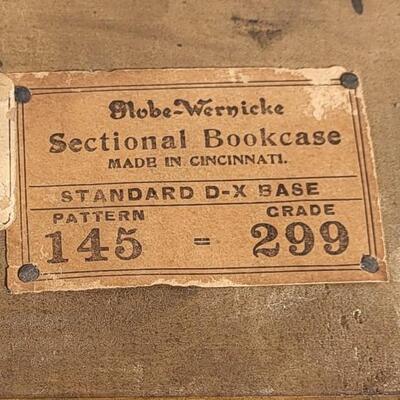 Globe-Wernicke
Sectional Bookcase
MADE IN CINCINNATI.
STANDARD D-X BASE
PATTERN GRADE
145 = 299